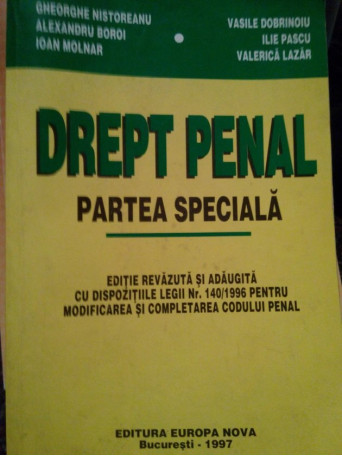 GHEORGHE NISTOREANU
ALEXANDRU BOROI
IOAN MOLNAR
VASILE DOBRINOIU
ILIE PASCU
VALERICĂ LAZĂR
DREPT PENAL
PARTEA SPECIALĂ
EDIȚIE REVĂZUTĂ ȘI ADĂUGITĂ
CU DISPOZIȚIILE LEGII Nr. 140/1996 PENTRU
MODIFICAREA ȘI COMPLETAREA CODULUI PENAL
EDITURA EUROPA NOVA
București - 1997